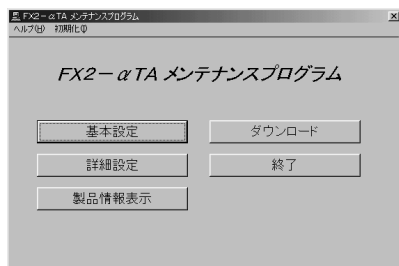 FX2－αTA メンテナンスプログラム
ヘルプ(H) 初期化(I)
FX2－αTA メンテナンスプログラム
基本設定 ダウンロード
詳細設定 終了
製品情報表示